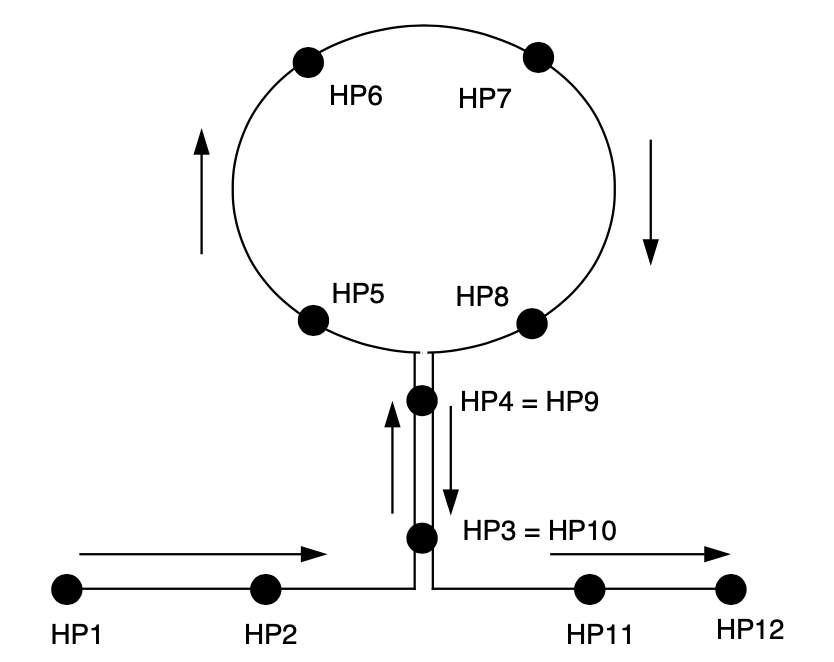 HP6
HP7
HP5
HP8
HP4 = HP9
HP3 = HP10
HP1
HP2
HP11
HP12